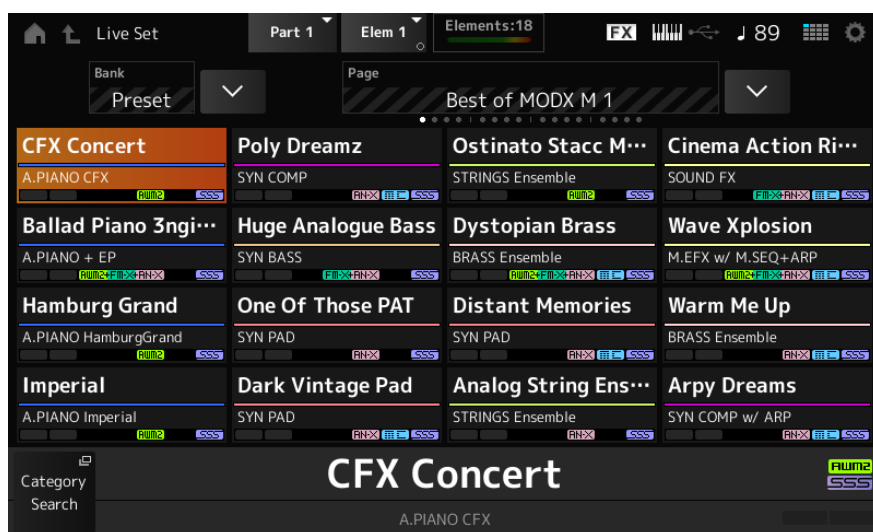 Live Set
Part 1
Elem 1
Elements:18
FX
♩ 89
Bank
Preset
Page
Best of MODX M 1
CFX Concert
Poly Dreamz
Ostinato Stacc M⋯
Cinema Action Ri⋯
A.PIANO CFX
SYN COMP
STRINGS Ensemble
SOUND FX
AWM2 SSS
AN-X SSS
AWM2 SSS
FM-X+AN-X SSS
Ballad Piano 3ngi⋯
Huge Analogue Bass
Dystopian Brass
Wave Xplosion
A.PIANO + EP
SYN BASS
BRASS Ensemble
M.EFX w/ M.SEQ+ARP
AWM2+FM-X+AN-X SSS
FM-X+AN-X SSS
AWM2+FM-X+AN-X SSS
AWM2+FM-X+AN-X SSS
Hamburg Grand
One Of Those PAT
Distant Memories
Warm Me Up
A.PIANO HamburgGrand
SYN PAD
SYN PAD
BRASS Ensemble
AWM2 SSS
AN-X SSS
AN-X SSS
AN-X SSS
Imperial
Dark Vintage Pad
Analog String Ens⋯
Arpy Dreams
A.PIANO Imperial
SYN PAD
STRINGS Ensemble
SYN COMP w/ ARP
AWM2 SSS
AN-X SSS
AN-X SSS
AN-X SSS
Category
Search
CFX Concert
AWM2
SSS
A.PIANO CFX